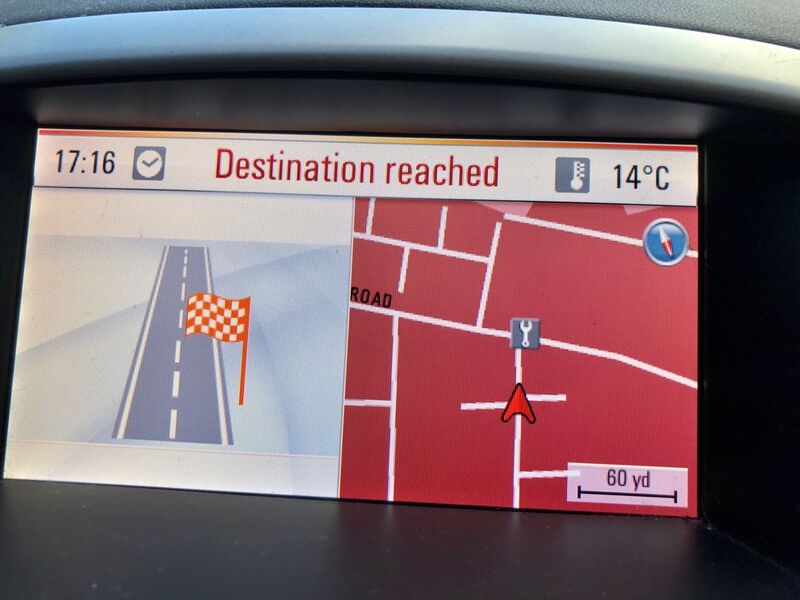 17:16 Destination reached 14°C
ROAD
60 yd